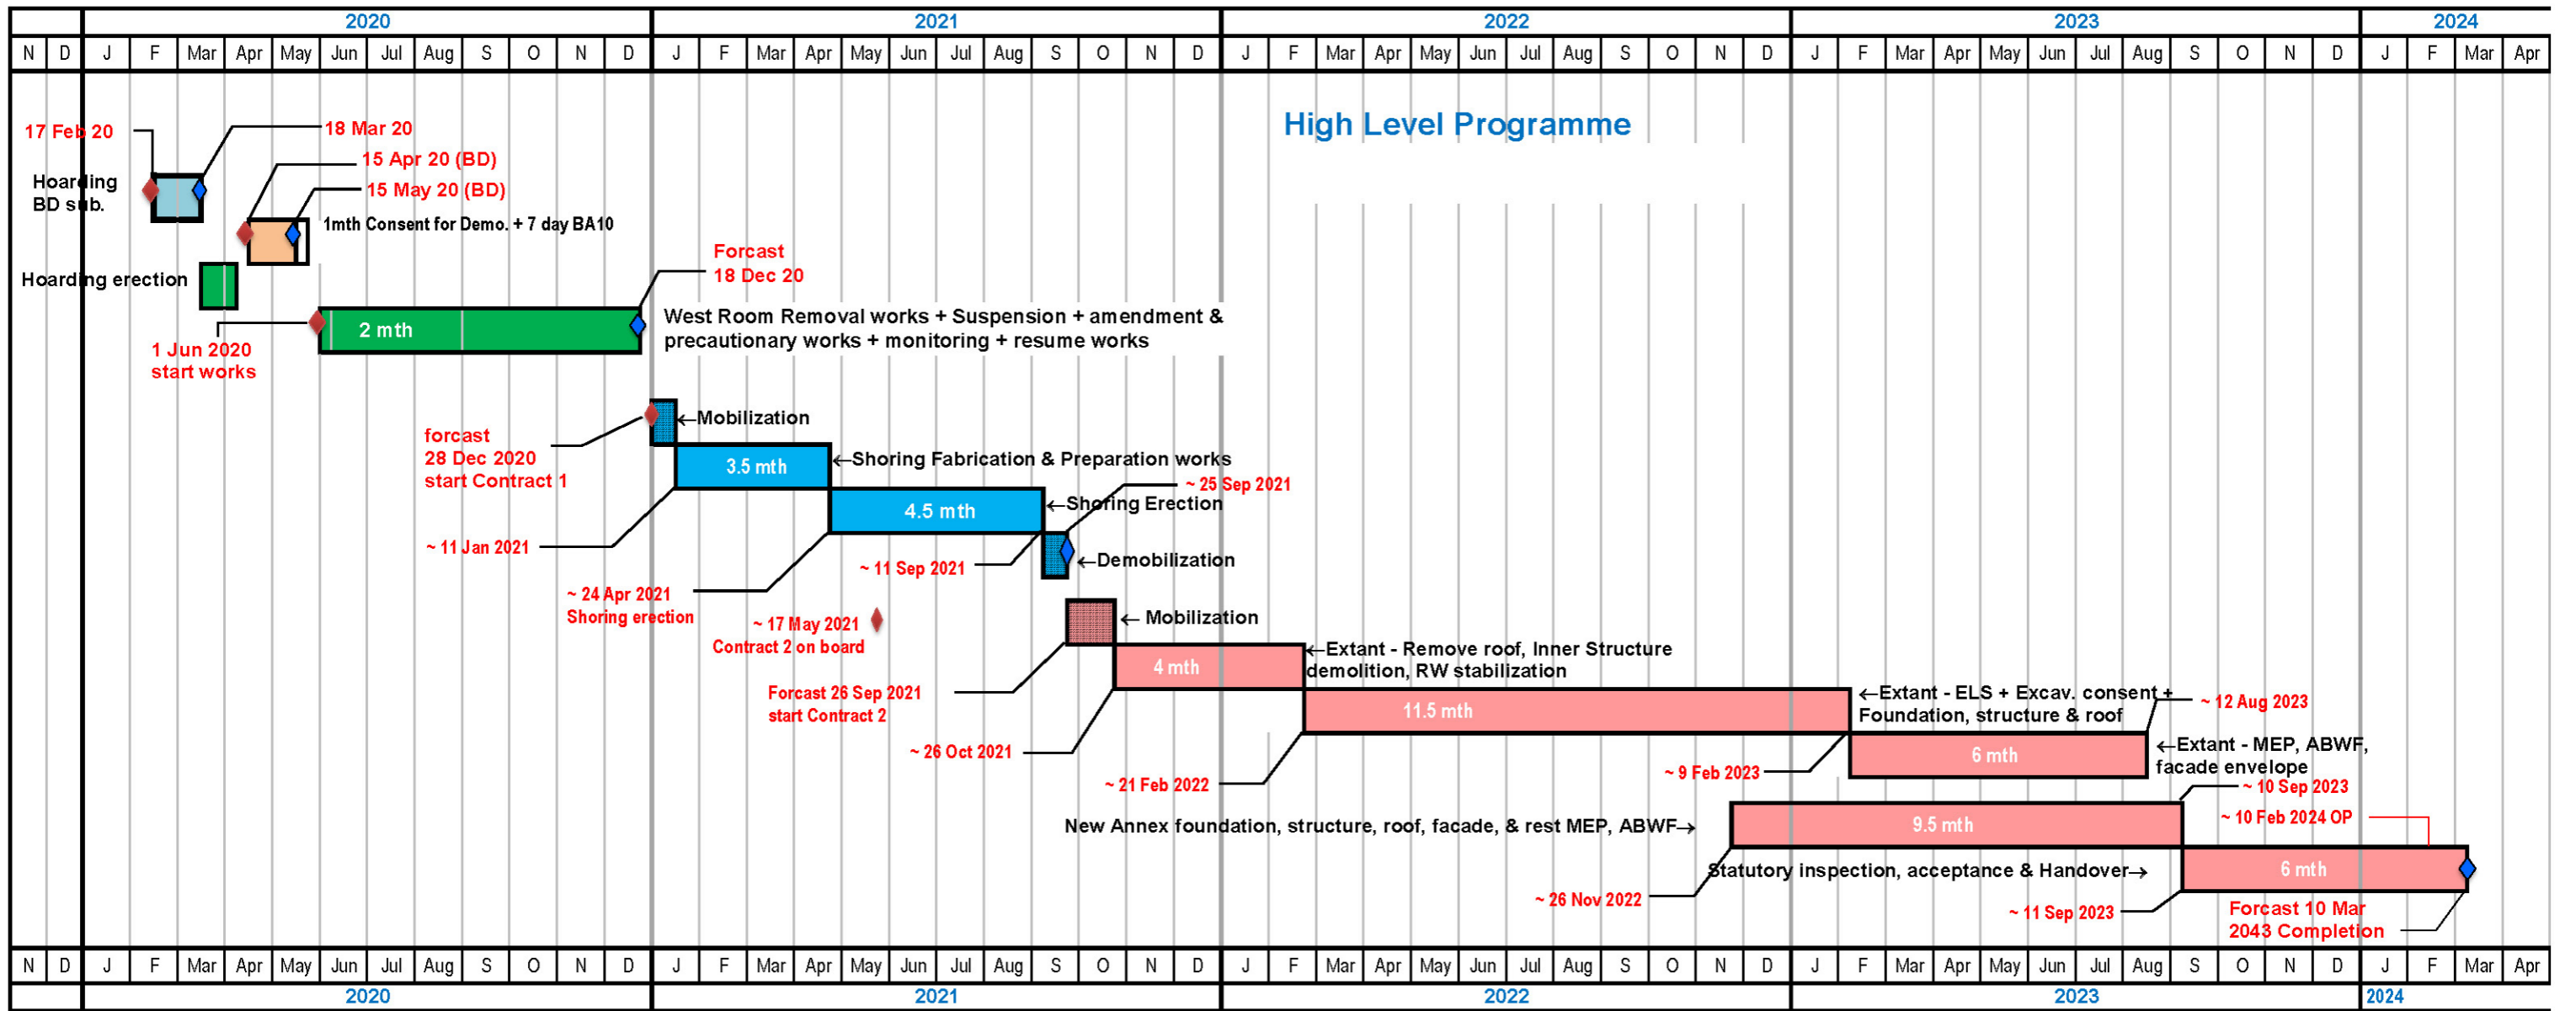 2020 2021 2022 2023 2024
N D J F Mar Apr May Jun Jul Aug S O N D J F Mar Apr May Jun Jul Aug S O N D J F Mar Apr May Jun Jul Aug S O N D J F Mar Apr May Jun Jul Aug S O N D J F Mar Apr
High Level Programme
17 Feb 20
18 Mar 20
15 Apr 20 (BD)
15 May 20 (BD)
Hoarding
BD sub.
1mth Consent for Demo. + 7 day BA10
Hoarding erection
Forcast
18 Dec 20
2 mth
West Room Removal works + Suspension + amendment &
precautionary works + monitoring + resume works
1 Jun 2020
start works
←Mobilization
forcast
28 Dec 2020
start Contract 1
3.5 mth
←Shoring Fabrication & Preparation works
~ 25 Sep 2021
4.5 mth
←Shoring Erection
~ 11 Jan 2021
~ 11 Sep 2021
←Demobilization
~ 24 Apr 2021
Shoring erection
~ 17 May 2021
Contract 2 on board
← Mobilization
4 mth
←Extant - Remove roof, Inner Structure
demolition, RW stabilization
Forcast 26 Sep 2021
start Contract 2
11.5 mth
←Extant - ELS + Excav. consent +
Foundation, structure & roof
~ 12 Aug 2023
~ 26 Oct 2021
~ 21 Feb 2022
~ 9 Feb 2023
6 mth
←Extant - MEP, ABWF,
facade envelope
~ 10 Sep 2023
New Annex foundation, structure, roof, facade, & rest MEP, ABWF→
9.5 mth
~ 10 Feb 2024 OP
Statutory inspection, acceptance & Handover→
6 mth
~ 26 Nov 2022
~ 11 Sep 2023
Forcast 10 Mar
2043 Completion
N D J F Mar Apr May Jun Jul Aug S O N D J F Mar Apr May Jun Jul Aug S O N D J F Mar Apr May Jun Jul Aug S O N D J F Mar Apr May Jun Jul Aug S O N D J F Mar Apr
2020 2021 2022 2023 2024